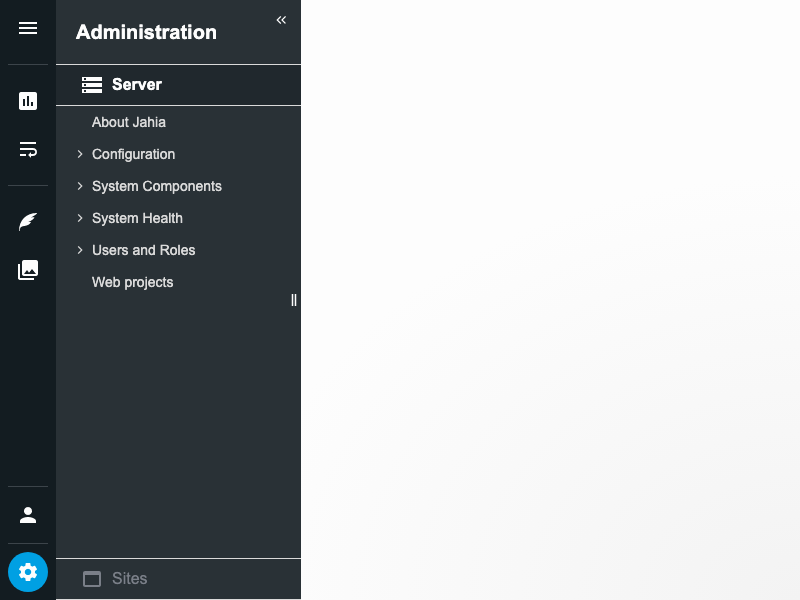 Administration
Server
About Jahia
Configuration
System Components
System Health
Users and Roles
Web projects
Sites